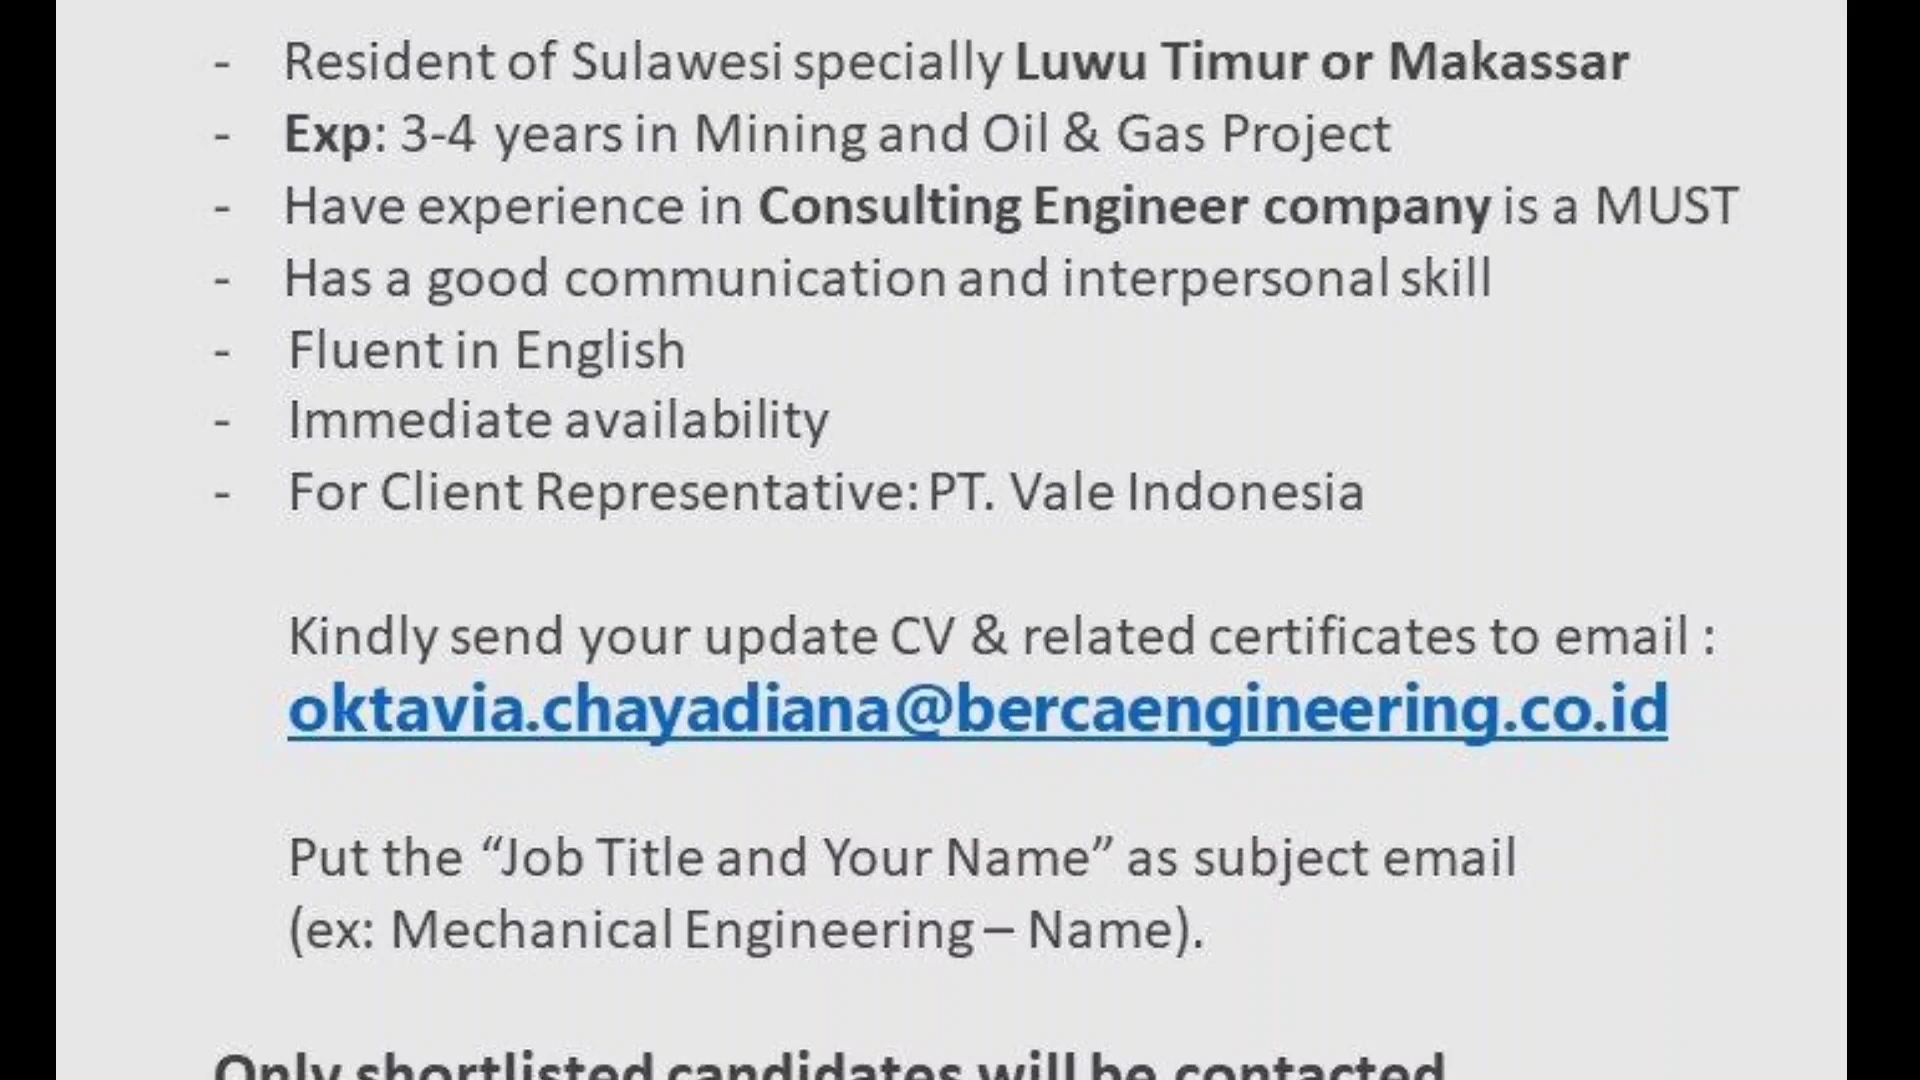 - Resident of Sulawesi specially Luwu Timur or Makassar
- Exp: 3-4 years in Mining and Oil & Gas Project
- Have experience in Consulting Engineer company is a MUST
- Has a good communication and interpersonal skill
- Fluent in English
- Immediate availability
- For Client Representative: PT. Vale Indonesia
Kindly send your update CV & related certificates to email :
oktavia.chayadiana@bercaengineering.co.id
Put the “Job Title and Your Name” as subject email
(ex: Mechanical Engineering – Name).
Only shortlisted candidates will be contacted